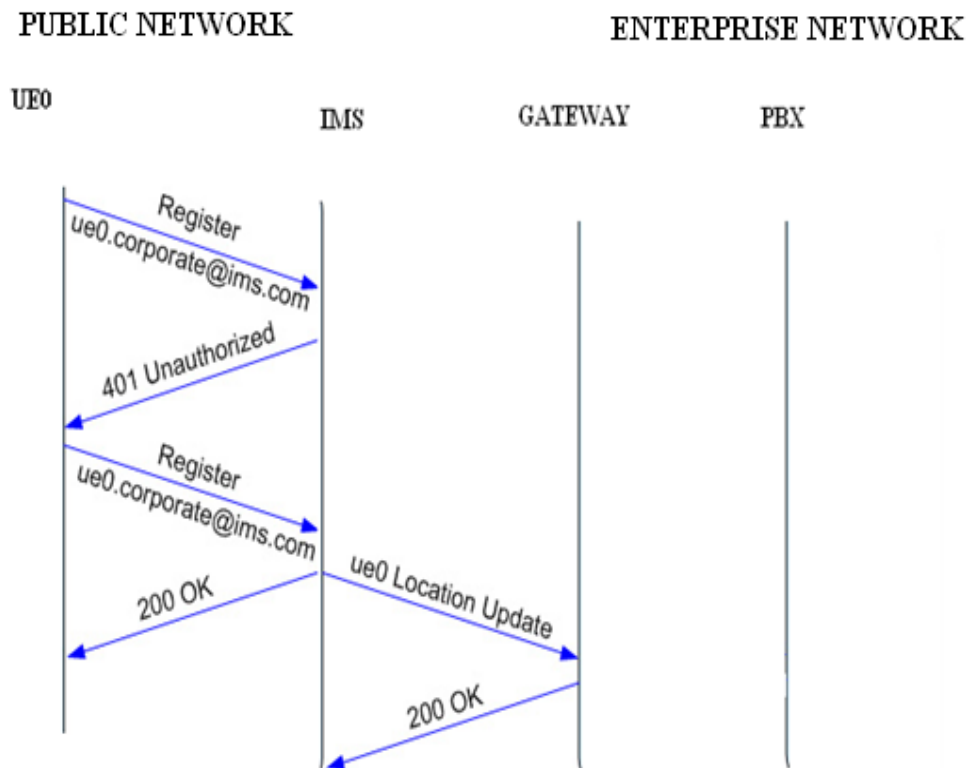 PUBLIC NETWORK
ENTERPRISE NETWORK
UE0
IMS
GATEWAY
PBX
Register
ue0.corporate@ims.com
401 Unauthorized
Register
ue0.corporate@ims.com
ue0 Location Update
200 OK
200 OK